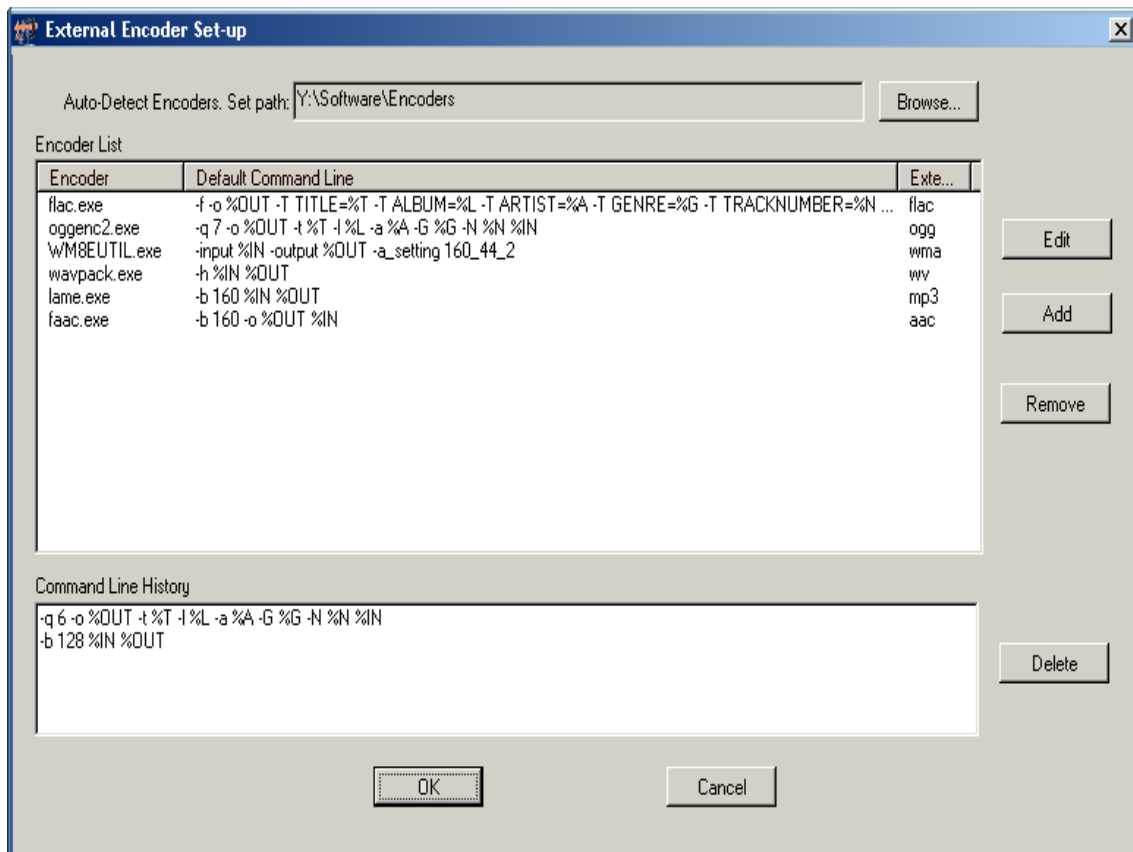 External Encoder Set-up
Auto-Detect Encoders. Set path: Y:\Software\Encoders Browse...
Encoder List
Encoder Default Command Line Exte...
flac.exe -f -o %OUT -T TITLE=%T -T ALBUM=%L -T ARTIST=%A -T GENRE=%G -T TRACKNUMBER=%N ... flac
oggenc2.exe -q 7 -o %OUT -t %T -l %L -a %A -G %G -N %N %IN ogg
WM8EUTIL.exe -input %IN -output %OUT -a_setting 160_44_2 wma
wavpack.exe -h %IN %OUT wv
lame.exe -b 160 %IN %OUT mp3
faac.exe -b 160 -o %OUT %IN aac
Edit
Add
Remove
Command Line History
-q 6 -o %OUT -t %T -l %L -a %A -G %G -N %N %IN
-b 128 %IN %OUT
Delete
OK Cancel